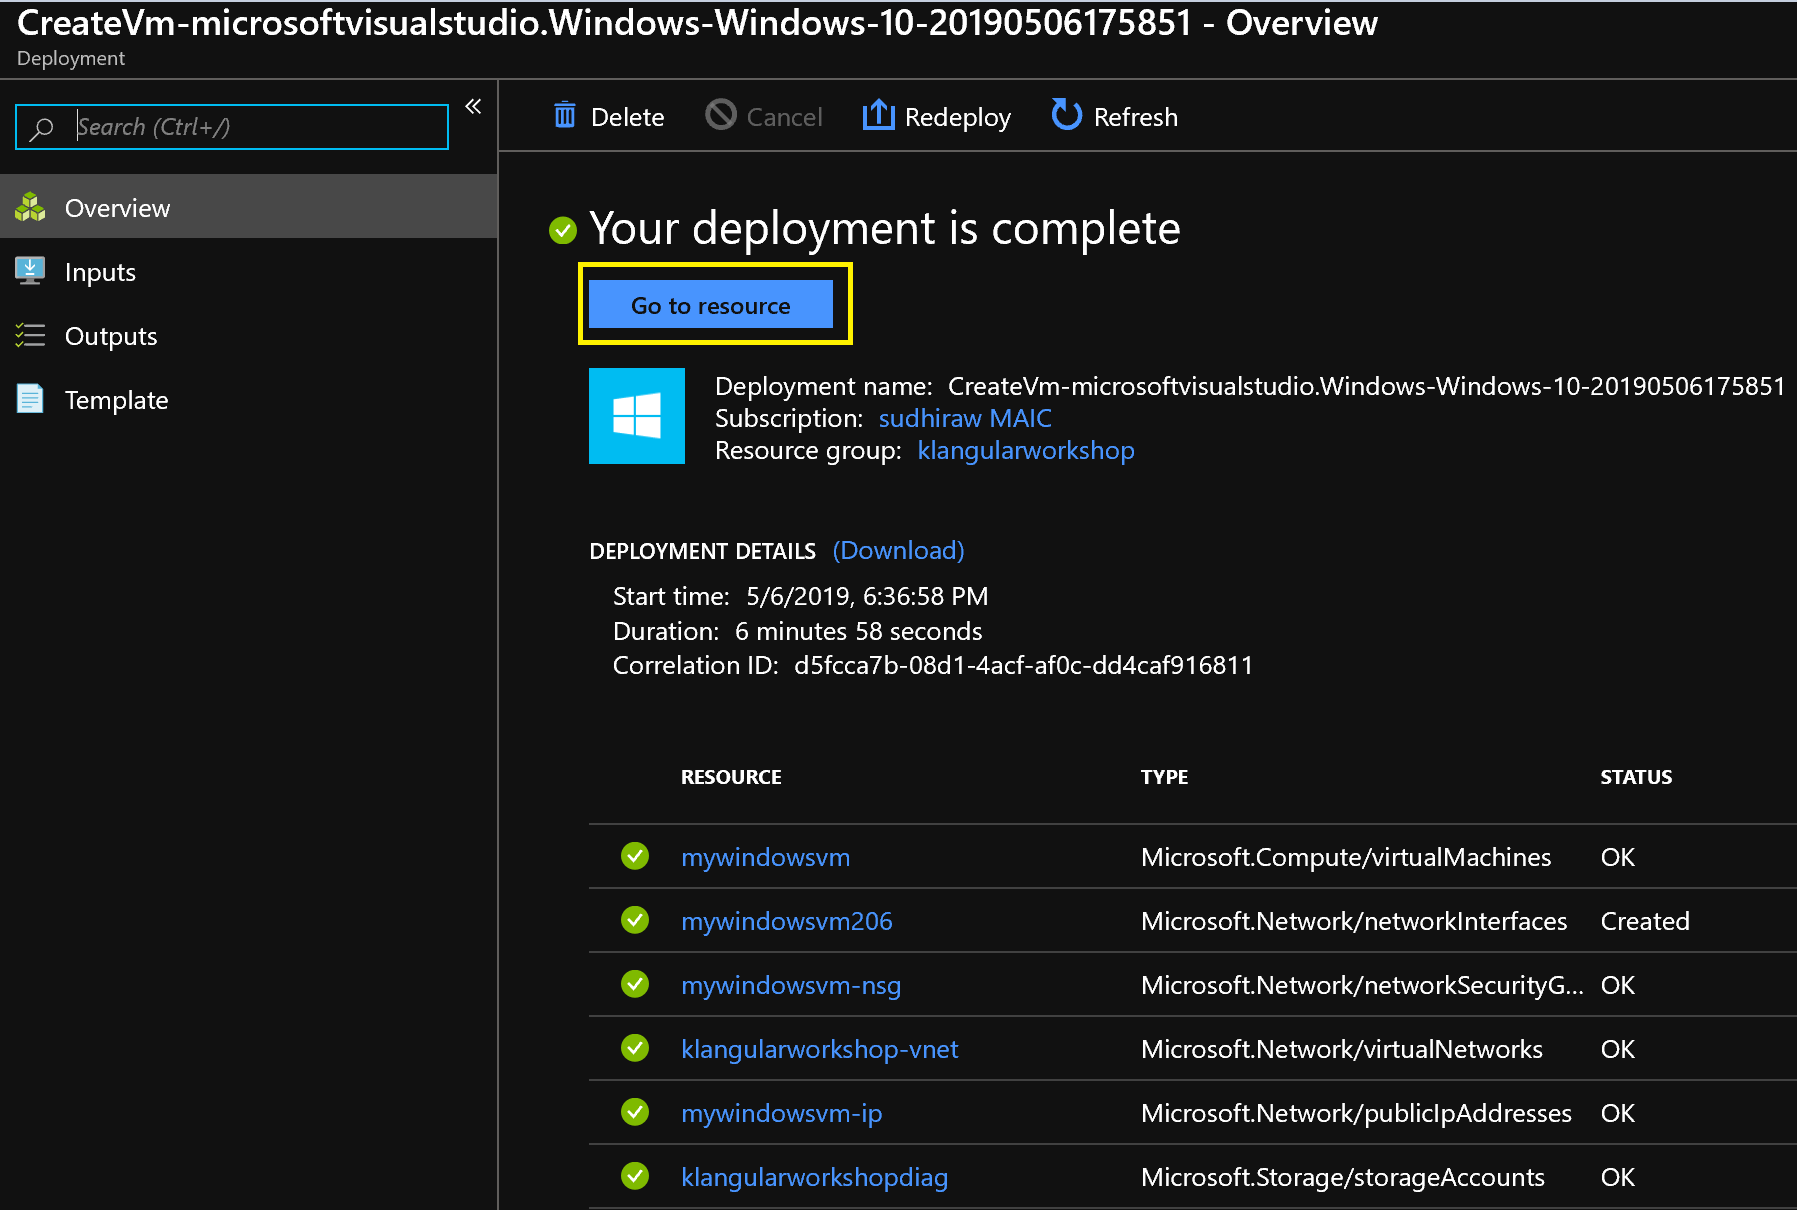 CreateVm-microsoftvisualstudio.Windows-Windows-10-20190506175851 - Overview
Deployment
Search (Ctrl+/)
«
Overview
Inputs
Outputs
Template
Delete
Cancel
Redeploy
Refresh
Your deployment is complete
Go to resource
Deployment name: CreateVm-microsoftvisualstudio.Windows-Windows-10-20190506175851
Subscription: sudhiraw MAIC
Resource group: klangularworkshop
DEPLOYMENT DETAILS (Download)
Start time: 5/6/2019, 6:36:58 PM
Duration: 6 minutes 58 seconds
Correlation ID: d5fcca7b-08d1-4acf-af0c-dd4caf916811
RESOURCE TYPE STATUS
mywindowsvm Microsoft.Compute/virtualMachines OK
mywindowsvm206 Microsoft.Network/networkInterfaces Created
mywindowsvm-nsg Microsoft.Network/networkSecurityG... OK
klangularworkshop-vnet Microsoft.Network/virtualNetworks OK
mywindowsvm-ip Microsoft.Network/publicIpAddresses OK
klangularworkshopdiag Microsoft.Storage/storageAccounts OK